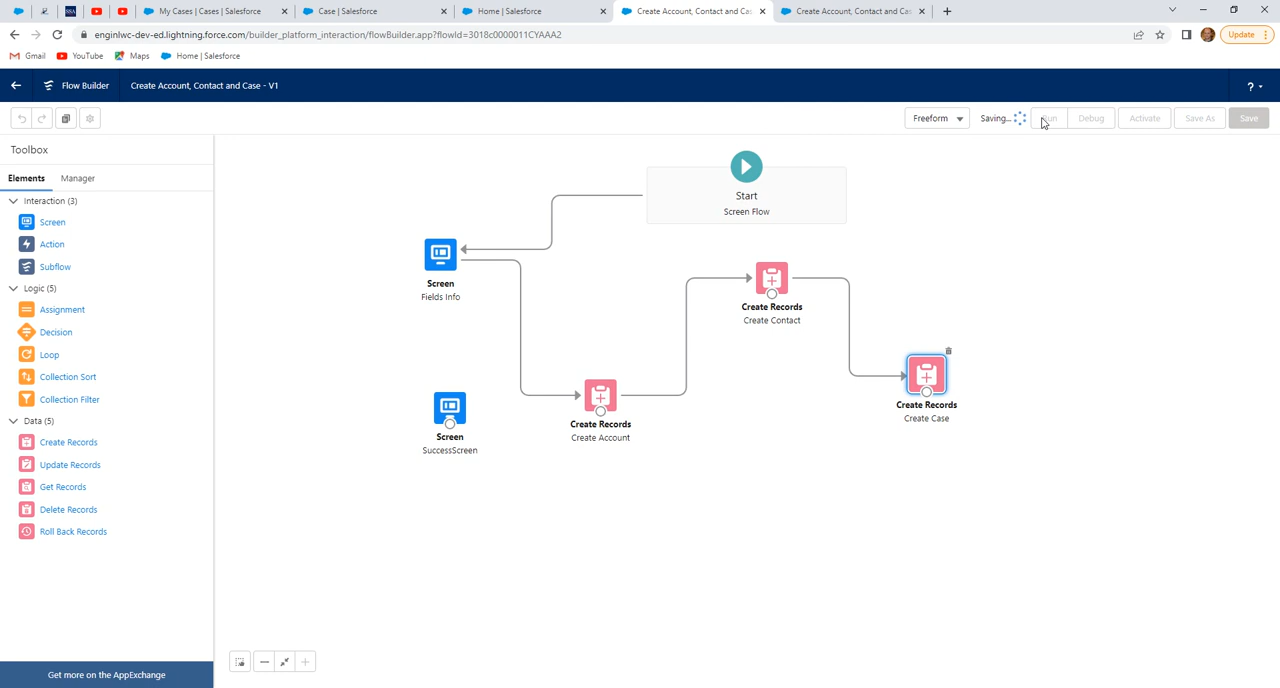 My Cases | Cases | Salesforce
Case | Salesforce
Home | Salesforce
Create Account, Contact and Cas
Create Account, Contact and Cas
enginlwc-dev-ed.lightning.force.com/builder_platform_interaction/flowBuilder.app?flowId=3018c0000011CYAAA2
Update
Gmail
YouTube
Maps
Home | Salesforce
Flow Builder
Create Account, Contact and Case - V1
?
Freeform
Saving...
Run
Debug
Activate
Save As
Save
Toolbox
Elements
Manager
Interaction (3)
Screen
Action
Subflow
Logic (5)
Assignment
Decision
Loop
Collection Sort
Collection Filter
Data (5)
Create Records
Update Records
Get Records
Delete Records
Roll Back Records
Get more on the AppExchange
Start
Screen Flow
Screen
Fields Info
Create Records
Create Contact
Create Records
Create Case
Screen
SuccessScreen
Create Records
Create Account